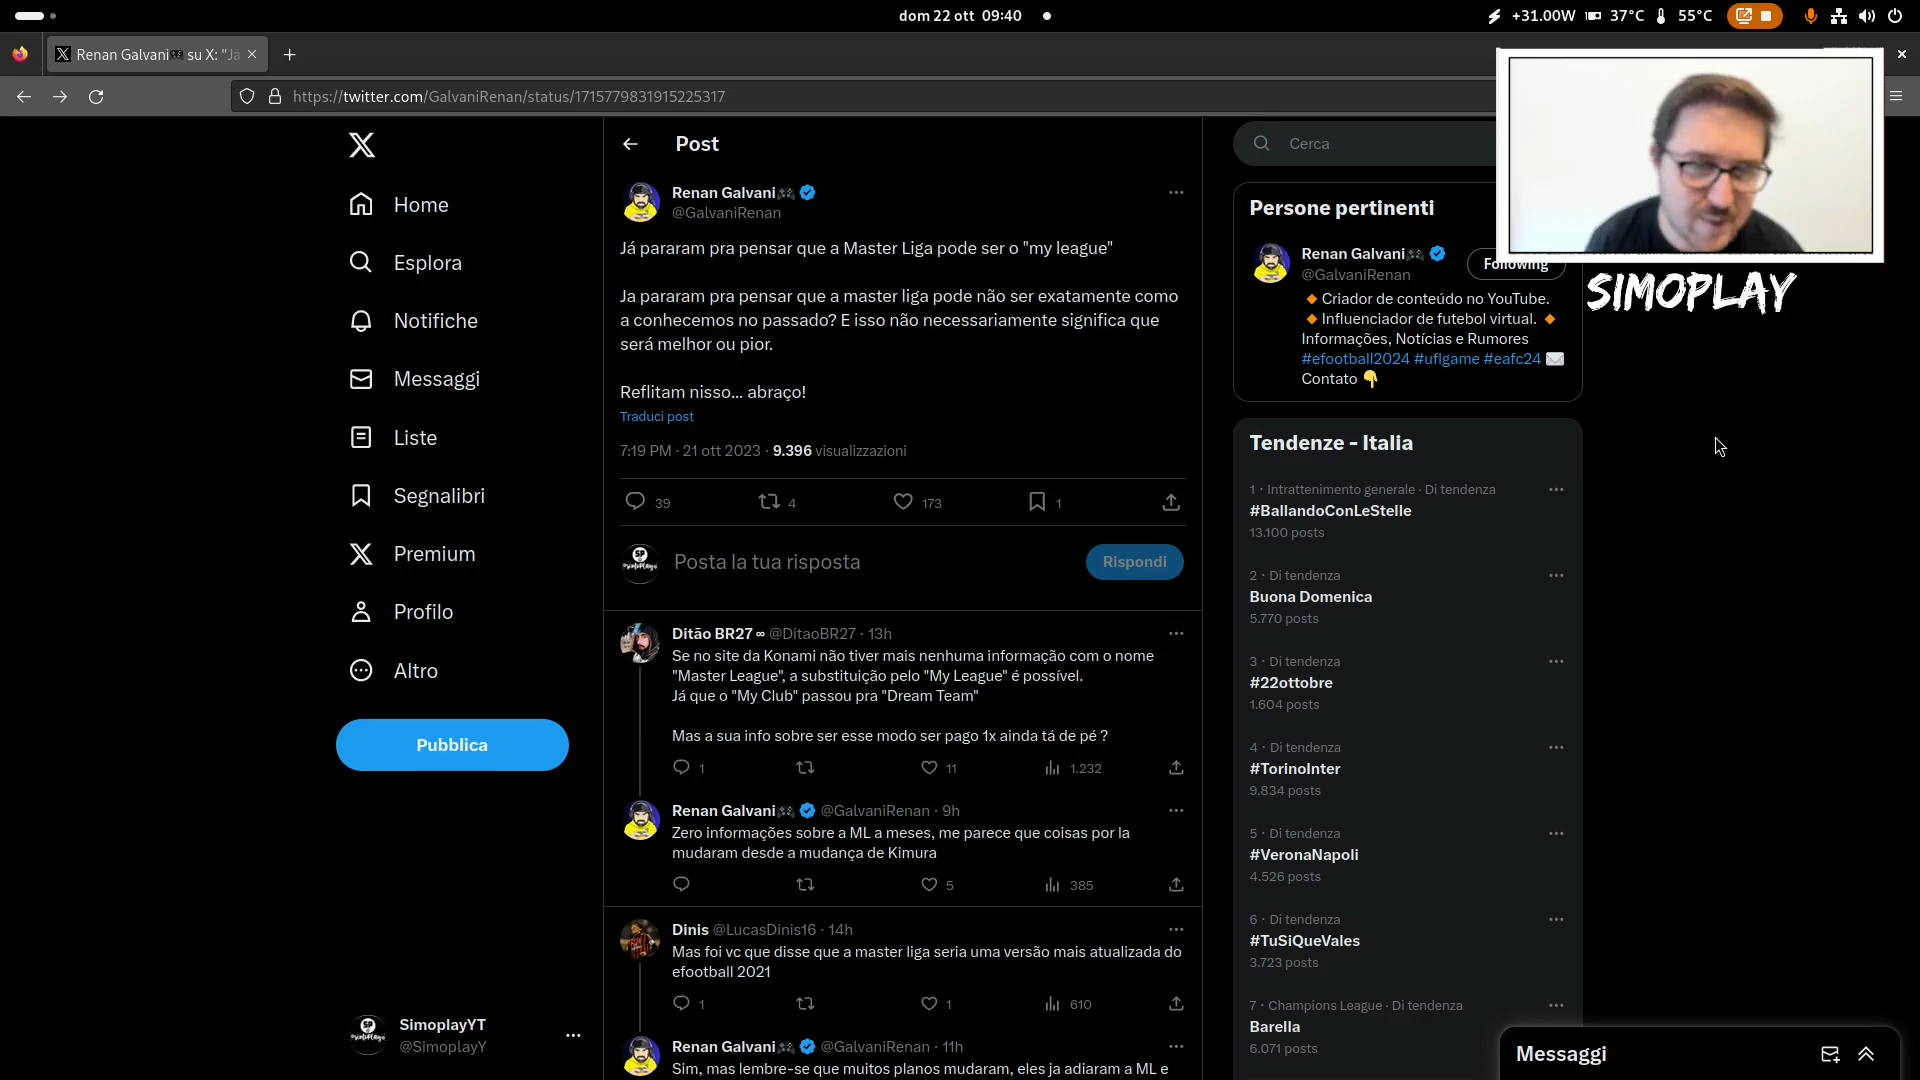 dom 22 ott 09:40
+31.00W 37°C 55°C
Renan Galvani🎮 su X: "Já
https://twitter.com/GalvaniRenan/status/1715779831915225317
Home
Esplora
Notifiche
Messaggi
Liste
Segnalibri
Premium
Profilo
Altro
Pubblica
SimoplayYT
@SimoplayY
Post
Renan Galvani🎮
@GalvaniRenan
Já pararam pra pensar que a Master Liga pode ser o "my league"
Ja pararam pra pensar que a master liga pode não ser exatamente como
a conhecemos no passado? E isso não necessariamente significa que
será melhor ou pior.
Reflitam nisso... abraço!
Traduci post
7:19 PM · 21 ott 2023 · 9.396 visualizzazioni
39 4 173 1
Posta la tua risposta
Rispondi
Ditão BR27 ∞ @DitaoBR27 · 13h
Se no site da Konami não tiver mais nenhuma informação com o nome
"Master League", a substituição pelo "My League" é possível.
Já que o "My Club" passou pra "Dream Team"
Mas a sua info sobre ser esse modo ser pago 1x ainda tá de pé ?
1 11 1.232
Renan Galvani🎮 @GalvaniRenan · 9h
Zero informações sobre a ML a meses, me parece que coisas por la
mudaram desde a mudança de Kimura
5 385
Dinis @LucasDinis16 · 14h
Mas foi vc que disse que a master liga seria uma versão mais atualizada do
efootball 2021
1 1 610
Renan Galvani🎮 @GalvaniRenan · 11h
Sim, mas lembre-se que muitos planos mudaram, eles ja adiaram a ML e
Cerca
Persone pertinenti
Renan Galvani🎮
@GalvaniRenan
Following
🔸Criador de conteúdo no YouTube.
🔸Influenciador de futebol virtual. 🔸
Informações, Notícias e Rumores
#efootball2024 #uflgame #eafc24 ✉️
Contato 👇
SIMOPLAY
Tendenze - Italia
1 · Intrattenimento generale · Di tendenza
#BallandoConLeStelle
13.100 posts
2 · Di tendenza
Buona Domenica
5.770 posts
3 · Di tendenza
#22ottobre
1.604 posts
4 · Di tendenza
#TorinoInter
9.834 posts
5 · Di tendenza
#VeronaNapoli
4.526 posts
6 · Di tendenza
#TuSiQueVales
3.723 posts
7 · Champions League · Di tendenza
Barella
6.071 posts
Messaggi